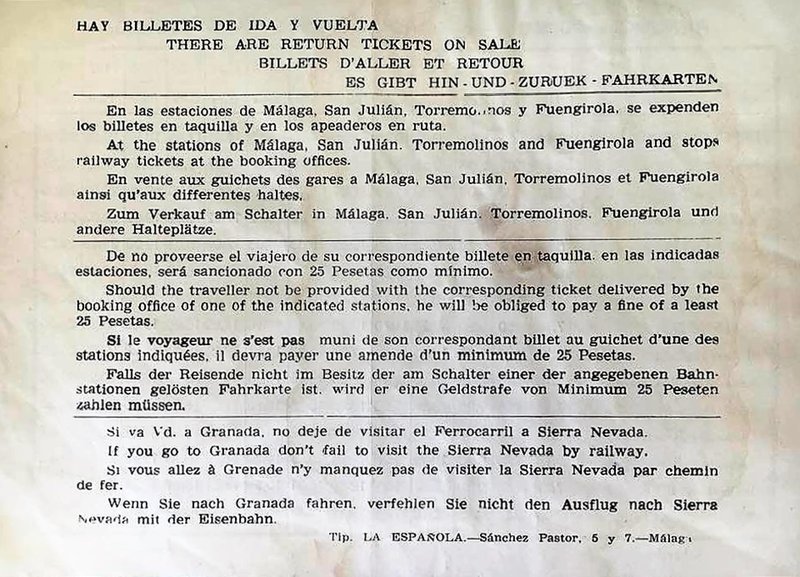 HAY BILLETES DE IDA Y VUELTA
THERE ARE RETURN TICKETS ON SALE
BILLETS D'ALLER ET RETOUR
ES GIBT HIN-UND-ZURUEK-FAHRKARTEN
En las estaciones de Málaga, San Julián, Torremolinos y Fuengirola, se expenden
los billetes en taquilla y en los apeaderos en ruta.
At the stations of Málaga, San Julián. Torremolinos and Fuengirola and stops
railway tickets at the booking offices.
En vente aux guichets des gares a Málaga, San Julián, Torremolinos et Fuengirola
ainsi qu'aux differentes haltes.
Zum Verkauf am Schalter in Málaga, San Julián. Torremolinos, Fuengirola und
andere Halteplätze.
De no proveerse el viajero de su correspondiente billete en taquilla. en las indicadas
estaciones, será sancionado con 25 Pesetas como mínimo.
Should the traveller not be provided with the corresponding ticket delivered by the
booking office of one of the indicated stations, he will be obliged to pay a fine of a least
25 Pesetas.
Si le voyageur ne s'est pas muni de son correspondant billet au guichet d'une des
stations indiquées, il devra payer une amende d'un minimum de 25 Pesetas.
Falls der Reisende nicht im Besitz der am Schalter einer der angegebenen Bahn-
stationen gelösten Fahrkarte ist, wird er eine Geldstrafe von Minimum 25 Peseten
zahlen müssen.
Si va Vd. a Granada, no deje de visitar el Ferrocarril a Sierra Nevada.
If you go to Granada don't fail to visit the Sierra Nevada by railway.
Si vous allez à Grenade n'y manquez pas de visiter la Sierra Nevada par chemin
de fer.
Wenn Sie nach Granada fahren, verfehlen Sie nicht den Ausflug nach Sierra
Nevada mit der Eisenbahn.
Tip. LA ESPAÑOLA.—Sánchez Pastor, 5 y 7.—Málaga